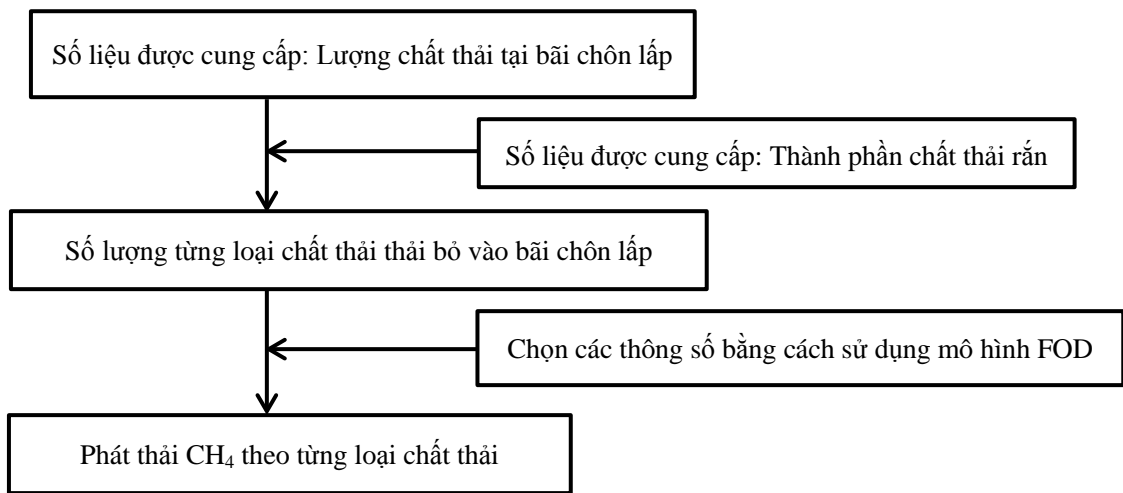 Số liệu được cung cấp: Lượng chất thải tại bãi chôn lấp
Số liệu được cung cấp: Thành phần chất thải rắn
Số lượng từng loại chất thải thải bỏ vào bãi chôn lấp
Chọn các thông số bằng cách sử dụng mô hình FOD
Phát thải CH₄ theo từng loại chất thải